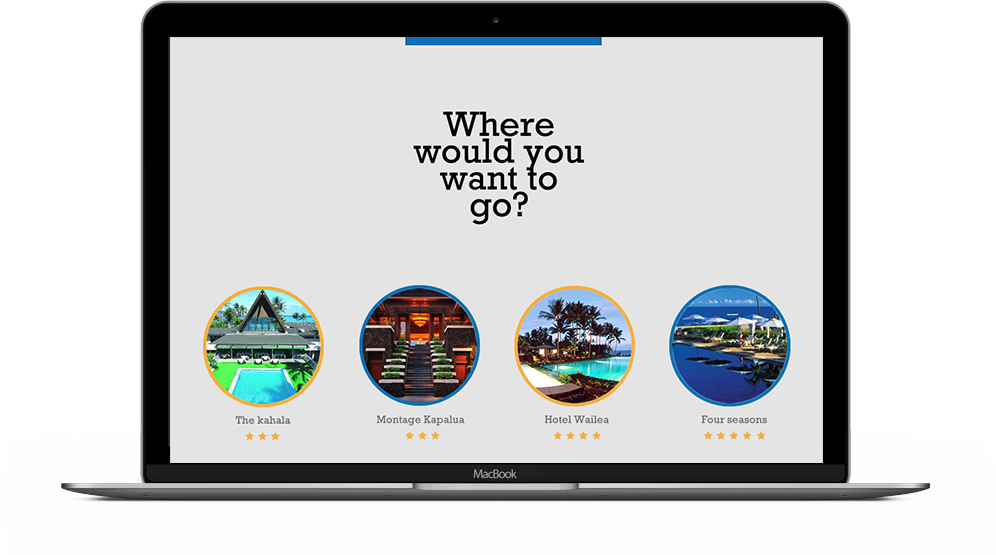 Where
would you
want to
go?
The kahala
Montage Kapalua
Hotel Wailea
Four seasons
MacBook